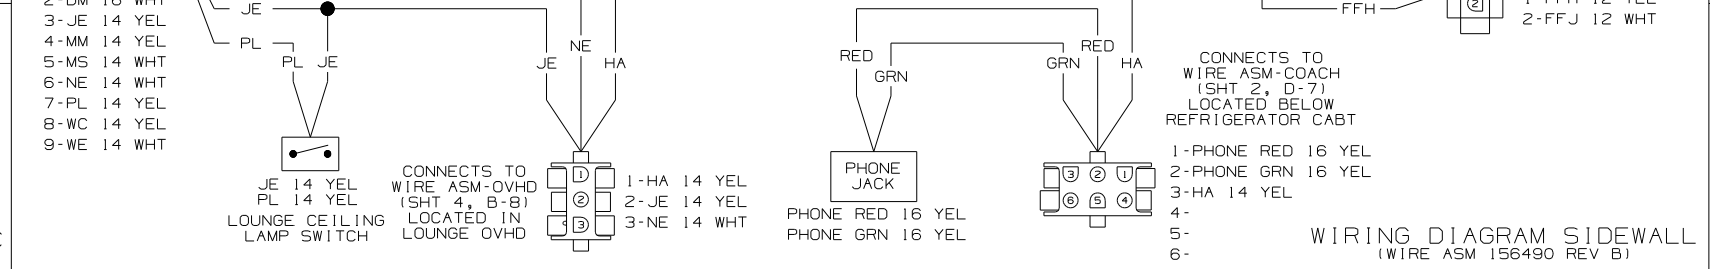 3-JE 14 YEL
4-MM 14 YEL
5-MS 14 WHT
6-NE 14 WHT
7-PL 14 YEL
8-WC 14 YEL
9-WE 14 WHT
JE
PL
PL
JE
JE 14 YEL
PL 14 YEL
LOUNGE CEILING
LAMP SWITCH
JE
NE
HA
CONNECTS TO
WIRE ASM-OVHD
(SHT 4, B-8)
LOCATED IN
LOUNGE OVHD
1
2
3
1-HA 14 YEL
2-JE 14 YEL
3-NE 14 WHT
RED
GRN
PHONE
JACK
PHONE RED 16 YEL
PHONE GRN 16 YEL
RED
GRN
HA
3 2 1
6 5 4
FFH
2
2-FFJ 12 WHT
CONNECTS TO
WIRE ASM-COACH
(SHT 2, D-7)
LOCATED BELOW
REFRIGERATOR CABT
1-PHONE RED 16 YEL
2-PHONE GRN 16 YEL
3-HA 14 YEL
4-
5-
6-
WIRING DIAGRAM SIDEWALL
(WIRE ASM 156490 REV B)